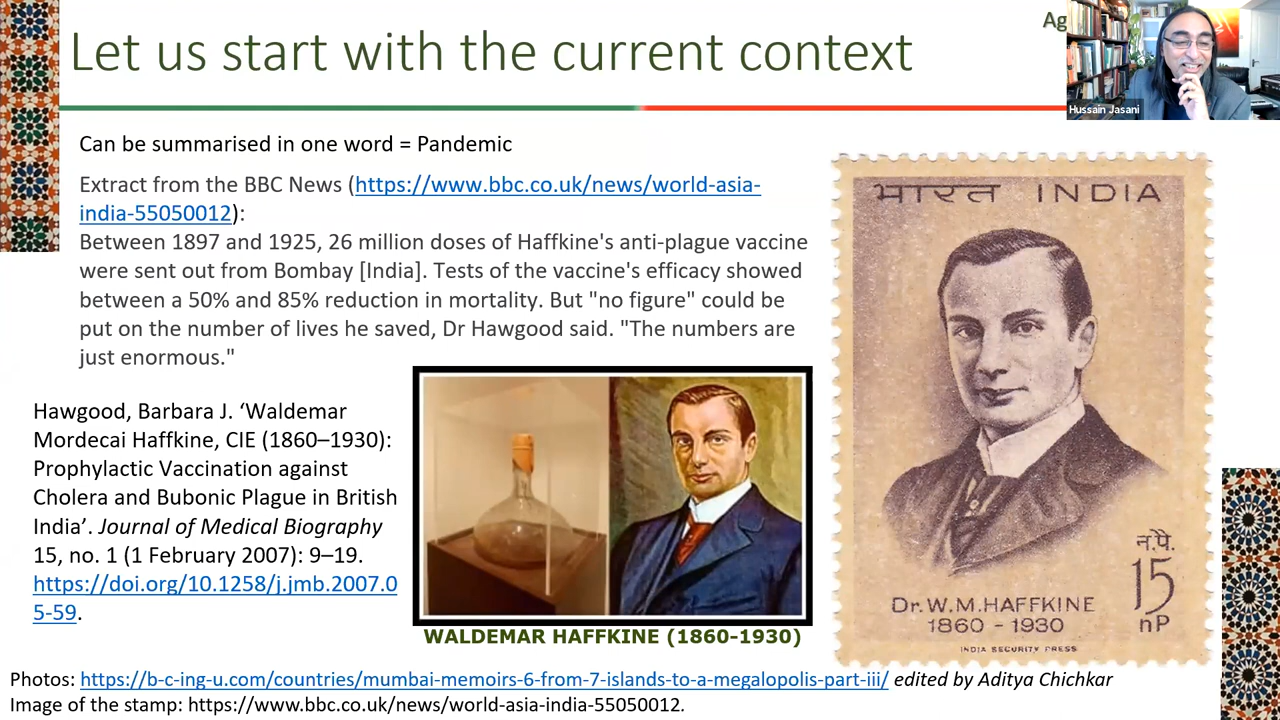 Let us start with the current context
Ag
Hussain Jasani
Can be summarised in one word = Pandemic
Extract from the BBC News (https://www.bbc.co.uk/news/world-asia-
india-55050012):
Between 1897 and 1925, 26 million doses of Haffkine's anti-plague vaccine
were sent out from Bombay [India]. Tests of the vaccine's efficacy showed
between a 50% and 85% reduction in mortality. But "no figure" could be
put on the number of lives he saved, Dr Hawgood said. "The numbers are
just enormous."
Hawgood, Barbara J. ‘Waldemar
Mordecai Haffkine, CIE (1860–1930):
Prophylactic Vaccination against
Cholera and Bubonic Plague in British
India’. Journal of Medical Biography
15, no. 1 (1 February 2007): 9–19.
https://doi.org/10.1258/j.jmb.2007.0
5-59.
WALDEMAR HAFFKINE (1860-1930)
भारत INDIA
न.पै.
15
nP
Dr. W. M. HAFFKINE
1860 - 1930
INDIA SECURITY PRESS
Photos: https://b-c-ing-u.com/countries/mumbai-memoirs-6-from-7-islands-to-a-megalopolis-part-iii/ edited by Aditya Chichkar
Image of the stamp: https://www.bbc.co.uk/news/world-asia-india-55050012.